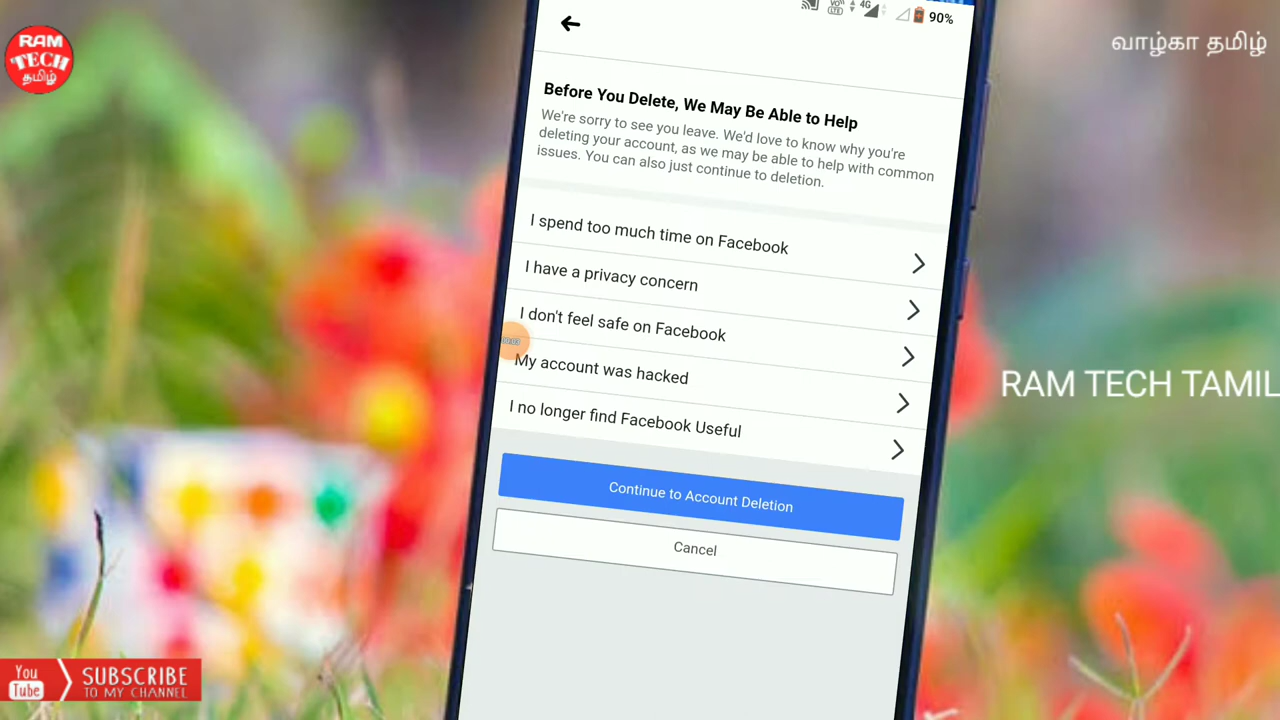 RAM
TECH
தமிழ்
VoLTE 4G 90%
வாழ்கா தமிழ்
Before You Delete, We May Be Able to Help
We're sorry to see you leave. We'd love to know why you're
deleting your account, as we may be able to help with common
issues. You can also just continue to deletion.
I spend too much time on Facebook
I have a privacy concern
I don't feel safe on Facebook
00:03
My account was hacked
RAM TECH TAMIL
I no longer find Facebook Useful
Continue to Account Deletion
Cancel
You
Tube
SUBSCRIBE
TO MY CHANNEL